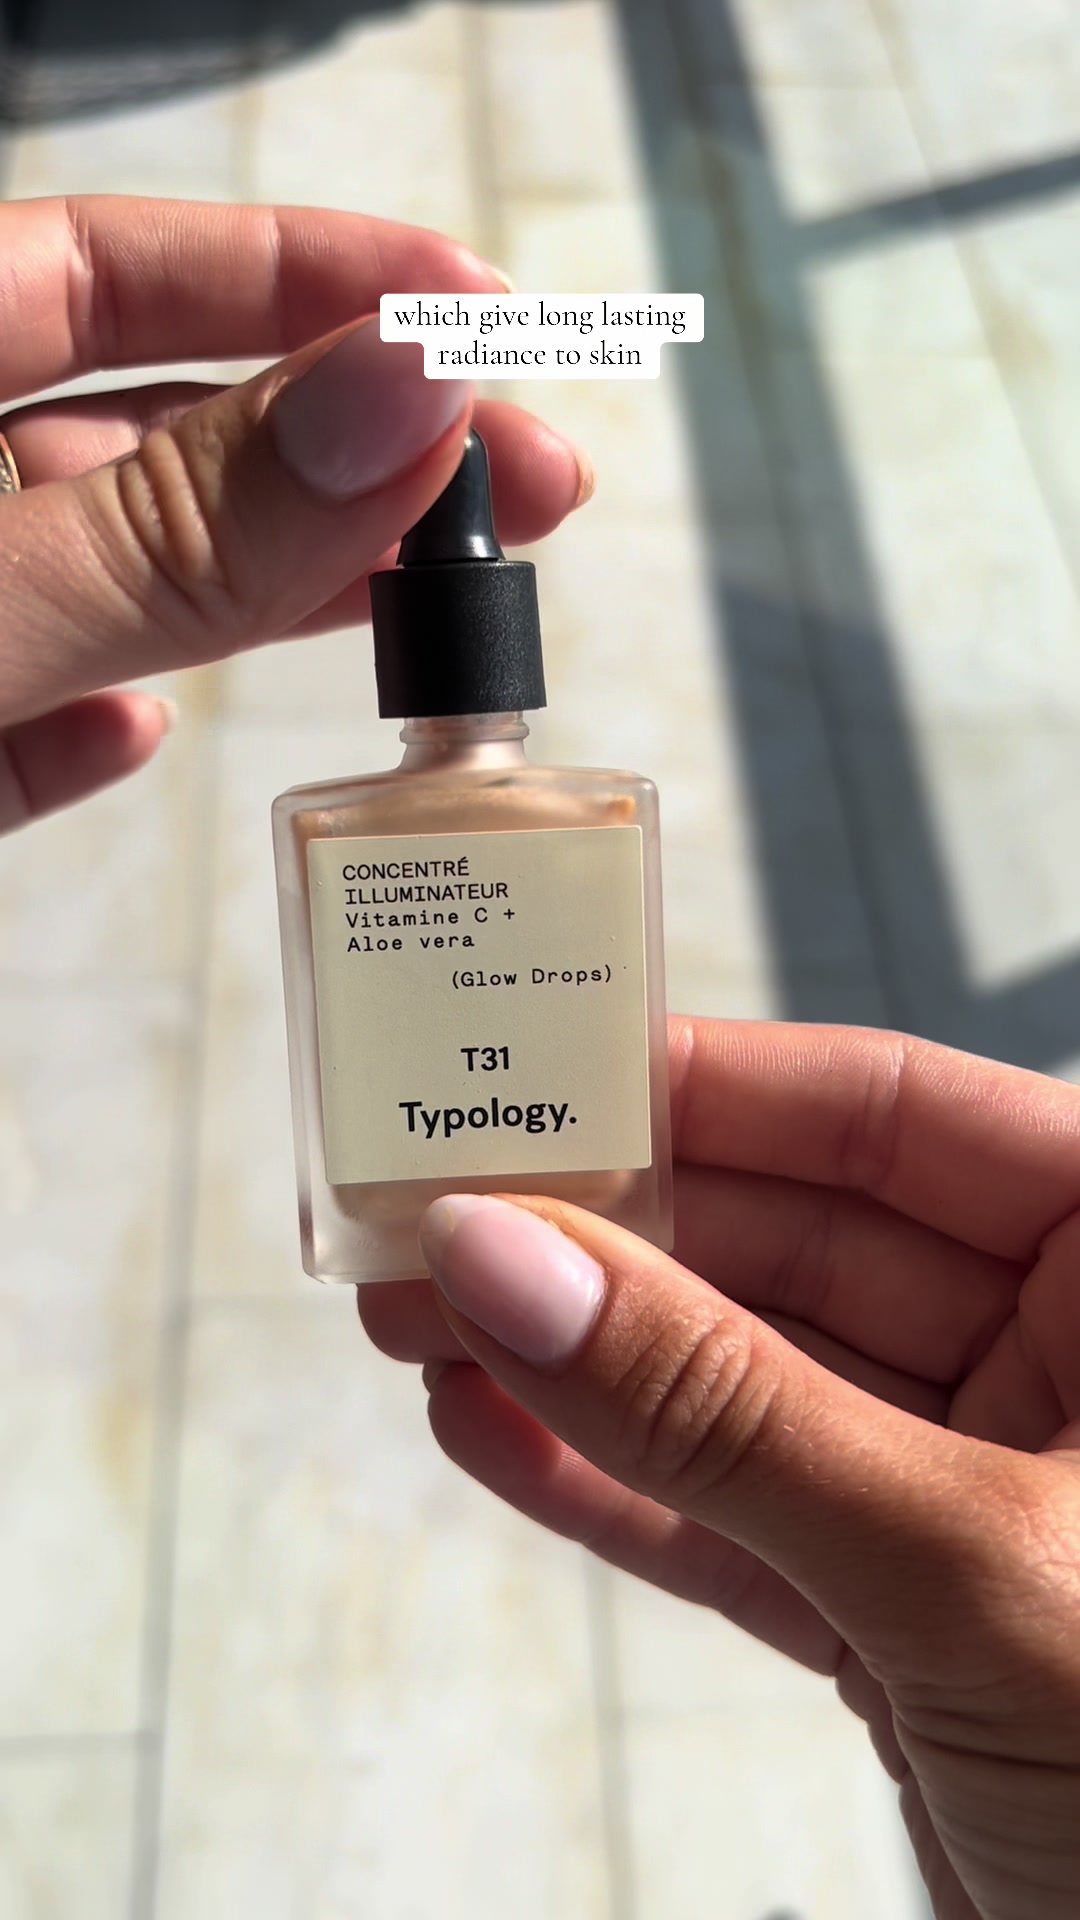 which give long lasting
radiance to skin
CONCENTRÉ
ILLUMINATEUR
Vitamine C +
Aloe vera
(Glow Drops)
T31
Typology.